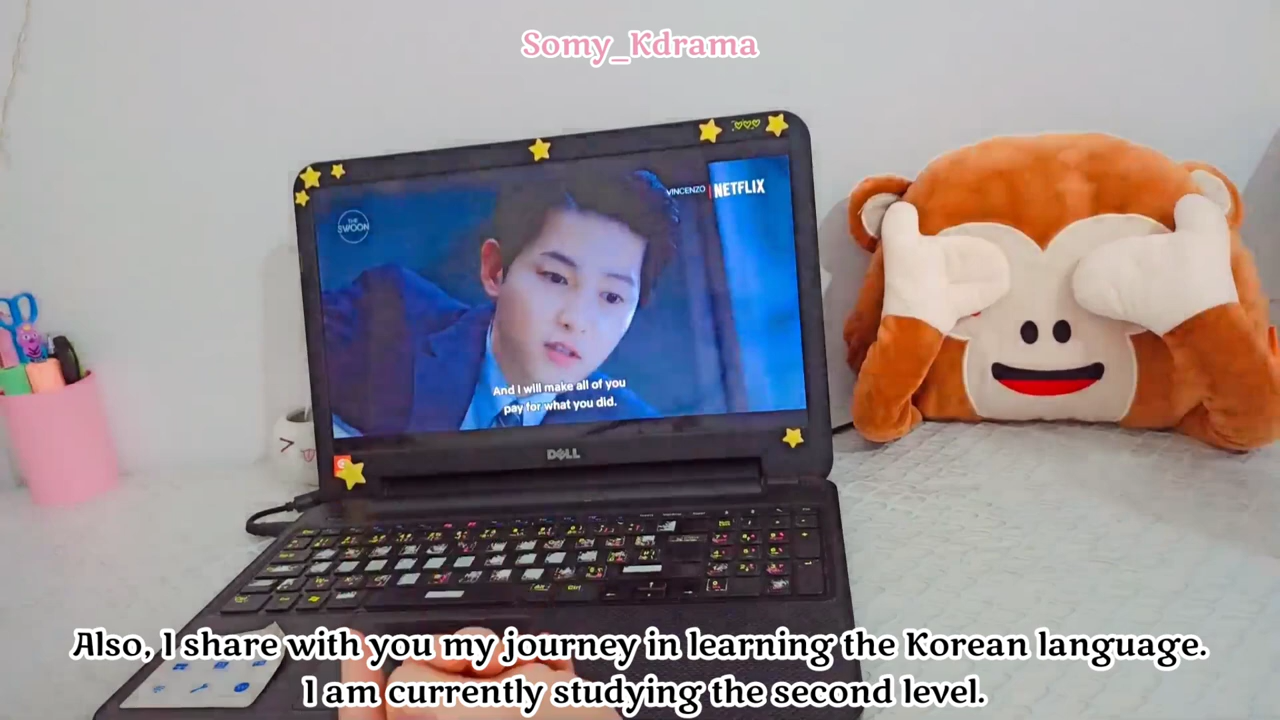 Somy_Kdrama
VINCENZO | NETFLIX
THE
SWOON
And I will make all of you
pay for what you did.
DELL
Also, I share with you my journey in learning the Korean language.
I am currently studying the second level.